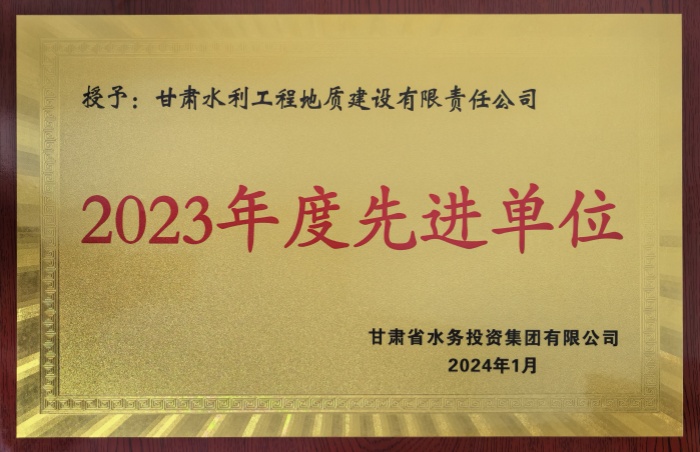 授予：甘肃水利工程地质建设有限责任公司
2023年度先进单位
甘肃省水务投资集团有限公司
2024年1月